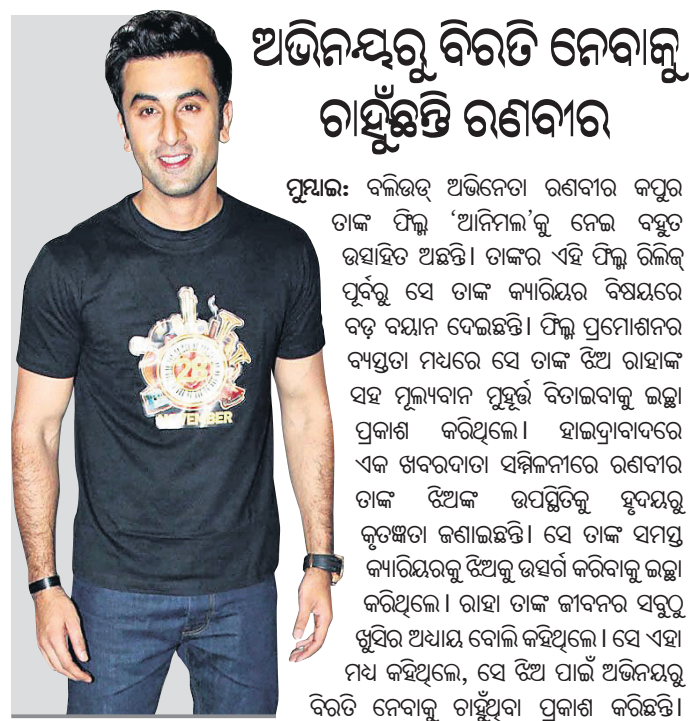 ଅଭିନୟରୁ ବିରତି ନେବାକୁ
ଚାହୁଁଛନ୍ତି ରଣବୀର
ମୁମ୍ବାଇ: ବଲିଉଡ୍ ଅଭିନେତା ରଣବୀର କପୁର
ତାଙ୍କ ଫିଲ୍ମ ‘ଆନିମଲ’କୁ ନେଇ ବହୁତ
ଉତ୍ସାହିତ ଅଛନ୍ତି। ତାଙ୍କର ଏହି ଫିଲ୍ମ ରିଲିଜ୍
ପୂର୍ବରୁ ସେ ତାଙ୍କ କ୍ୟାରିୟର ବିଷୟରେ
ବଡ଼ ବୟାନ ଦେଇଛନ୍ତି। ଫିଲ୍ମ ପ୍ରମୋଶନର
ବ୍ୟସ୍ତତା ମଧ୍ୟରେ ସେ ତାଙ୍କ ଝିଅ ରାହାଙ୍କ
ସହ ମୂଲ୍ୟବାନ ମୁହୂର୍ତ୍ତ ବିତାଇବାକୁ ଇଚ୍ଛା
ପ୍ରକାଶ କରିଥିଲେ। ହାଇଦ୍ରାବାଦରେ
ଏକ ଖବରଦାତା ସମ୍ମିଳନୀରେ ରଣବୀର
ତାଙ୍କ ଝିଅଙ୍କ ଉପସ୍ଥିତିକୁ ହୃଦୟରୁ
କୃତଜ୍ଞତା ଜଣାଇଛନ୍ତି। ସେ ତାଙ୍କ ସମସ୍ତ
କ୍ୟାରିୟରକୁ ଝିଅକୁ ଉତ୍ସର୍ଗ କରିବାକୁ ଇଚ୍ଛା
କରିଥିଲେ। ରାହା ତାଙ୍କ ଜୀବନର ସବୁଠୁ
ଖୁସିର ଅଧ୍ୟାୟ ବୋଲି କହିଥିଲେ। ସେ ଏହା
ମଧ୍ୟ କହିଥିଲେ, ସେ ଝିଅ ପାଇଁ ଅଭିନୟରୁ
ବିରତି ନେବାକୁ ଚାହୁଁଥିବା ପ୍ରକାଶ କରିଛନ୍ତି।
28
NOVEMBER